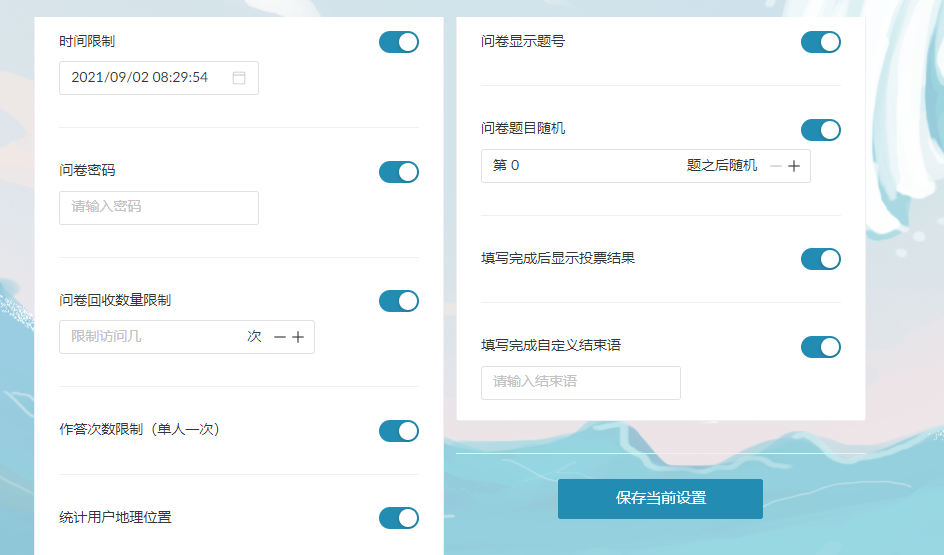 时间限制
2021/09/02 08:29:54
问卷密码
请输入密码
问卷回收数量限制
限制访问几 次
作答次数限制（单人一次）
统计用户地理位置
问卷显示题号
问卷题目随机
第 0 题之后随机
填写完成后显示投票结果
填写完成自定义结束语
请输入结束语
保存当前设置